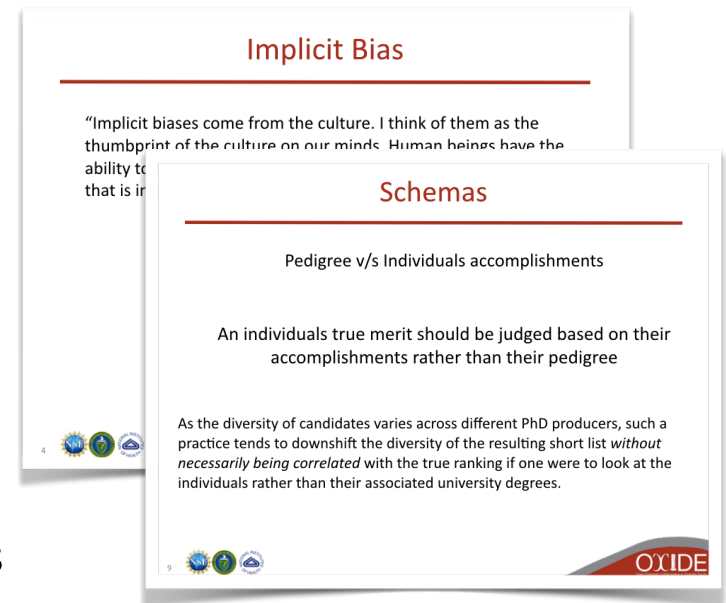 Implicit Bias
“Implicit biases come from the culture. I think of them as the
thumbprint of the culture on our minds. Human beings have the
ability to
that is
4
Schemas
Pedigree v/s Individuals accomplishments
An individuals true merit should be judged based on their
accomplishments rather than their pedigree
As the diversity of candidates varies across different PhD producers, such a
practice tends to downshift the diversity of the resulting short list without
necessarily being correlated with the true ranking if one were to look at the
individuals rather than their associated university degrees.
9
NSF
OXIDE
s